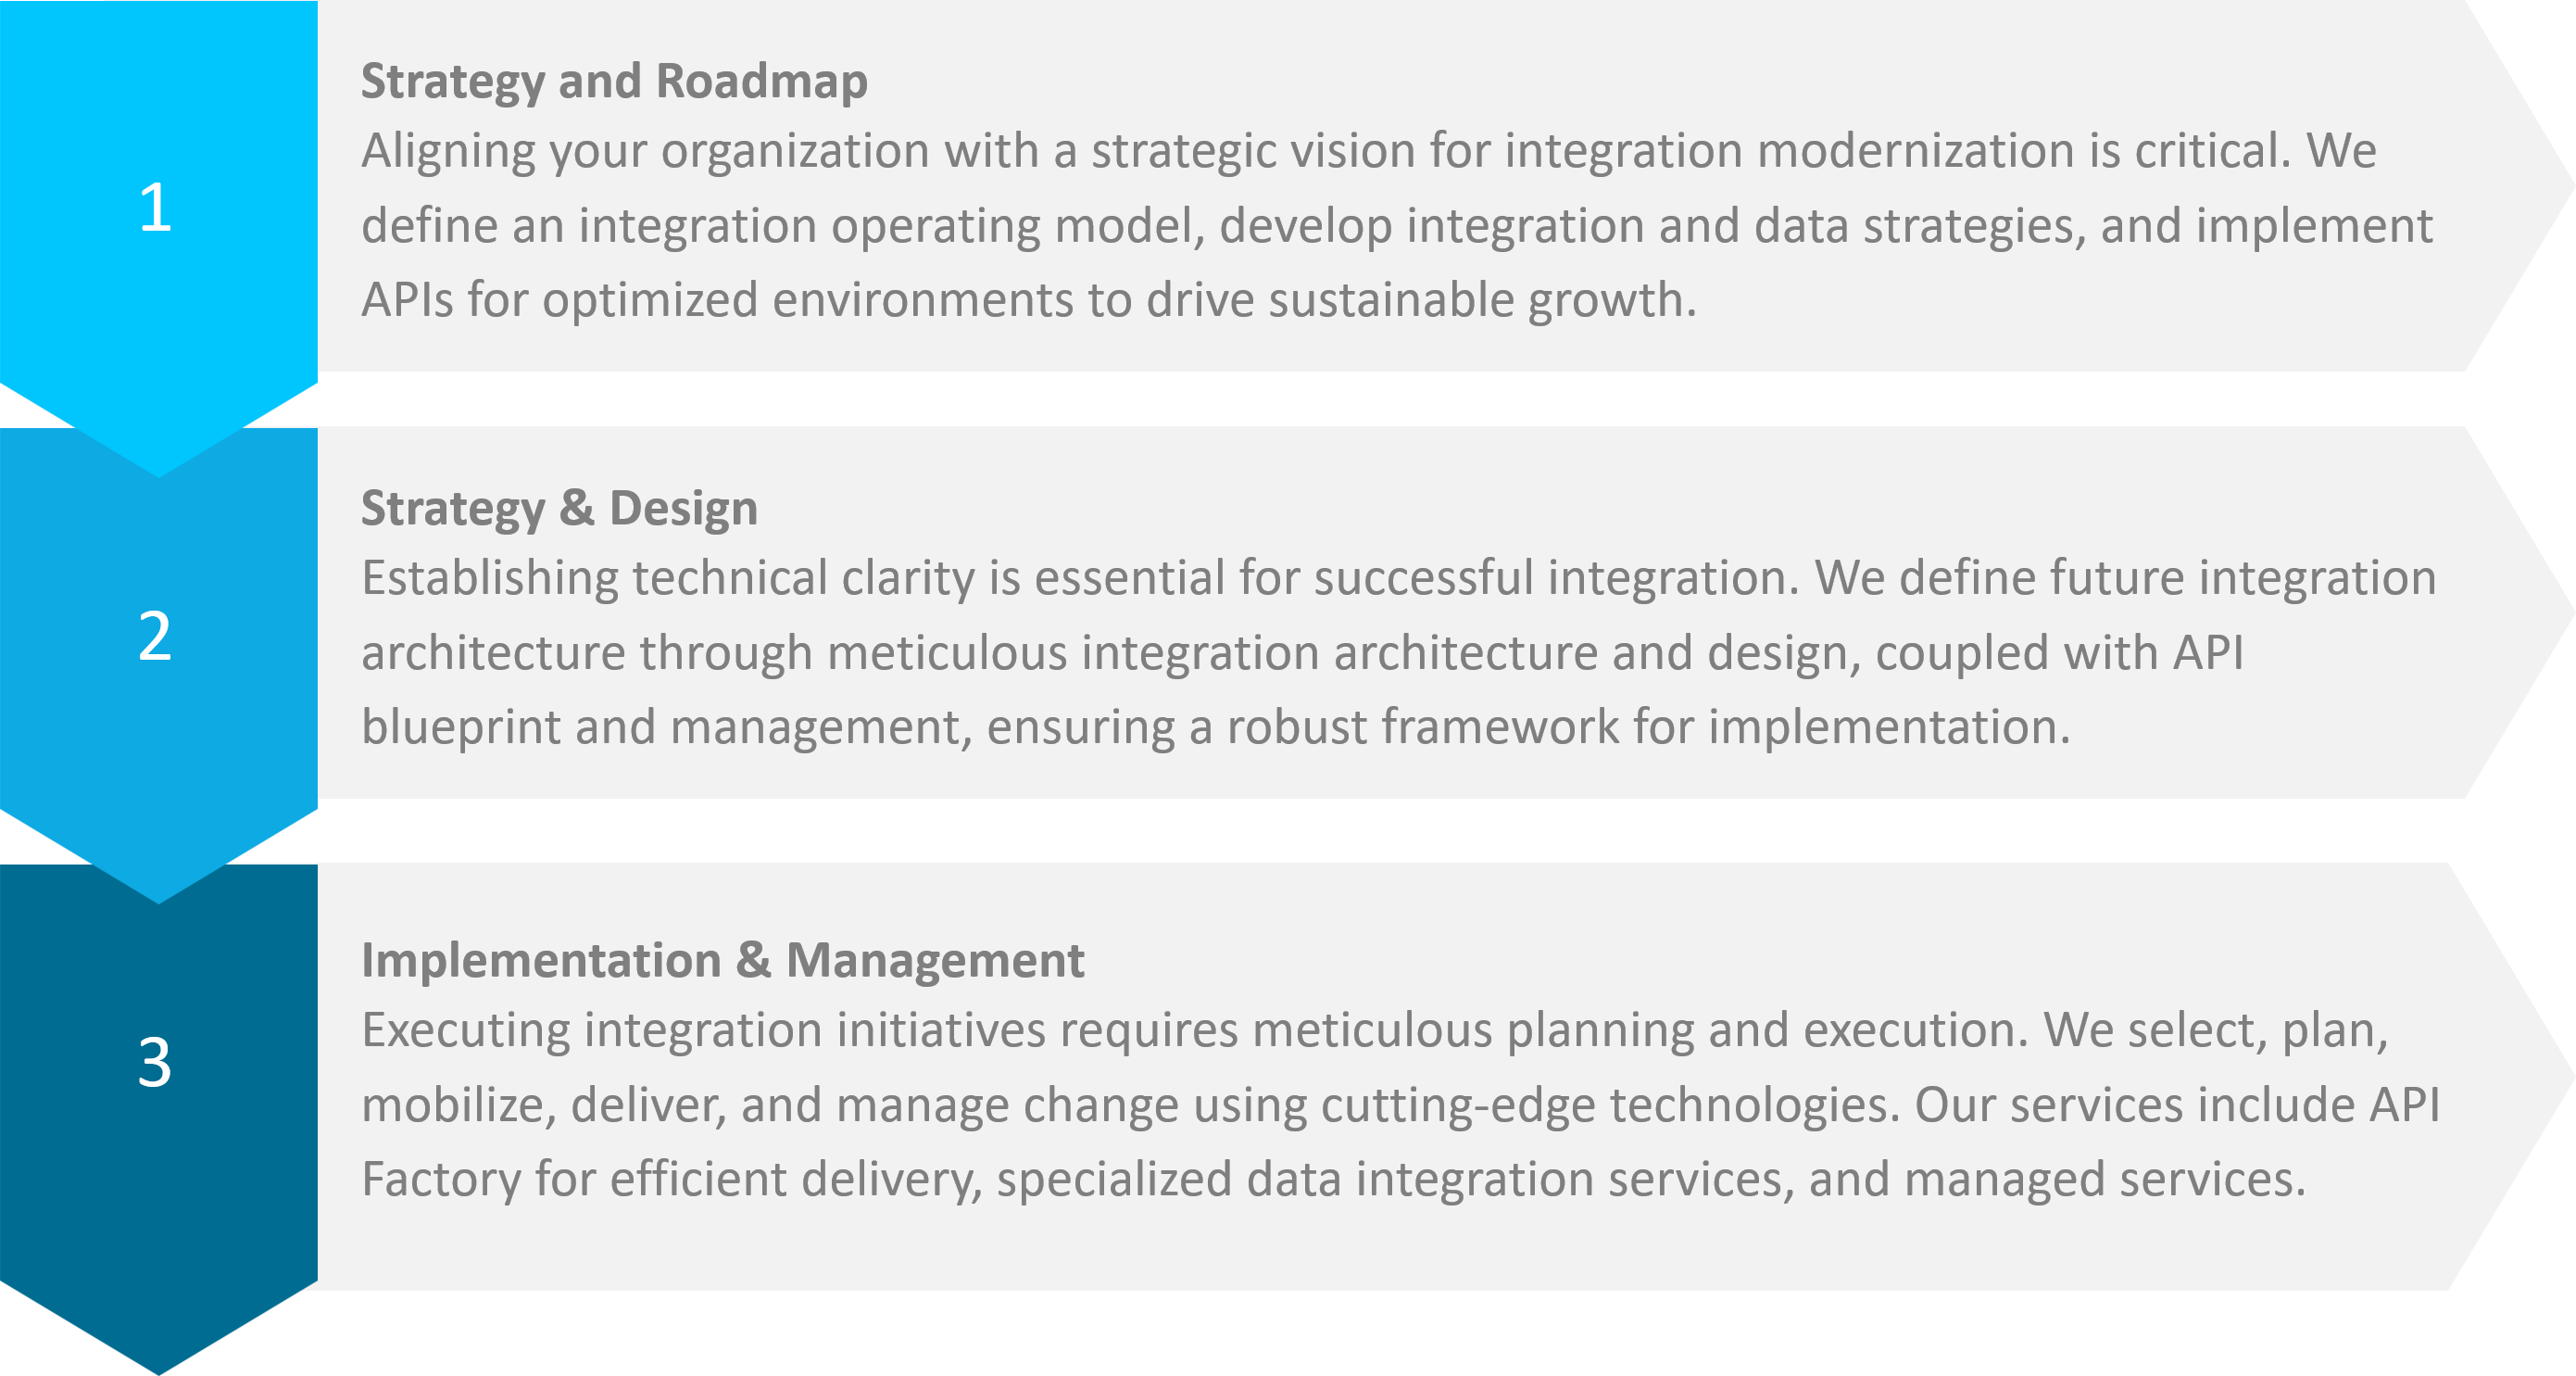 1
Strategy and Roadmap
Aligning your organization with a strategic vision for integration modernization is critical. We
define an integration operating model, develop integration and data strategies, and implement
APIs for optimized environments to drive sustainable growth.
2
Strategy & Design
Establishing technical clarity is essential for successful integration. We define future integration
architecture through meticulous integration architecture and design, coupled with API
blueprint and management, ensuring a robust framework for implementation.
3
Implementation & Management
Executing integration initiatives requires meticulous planning and execution. We select, plan,
mobilize, deliver, and manage change using cutting-edge technologies. Our services include API
Factory for efficient delivery, specialized data integration services, and managed services.